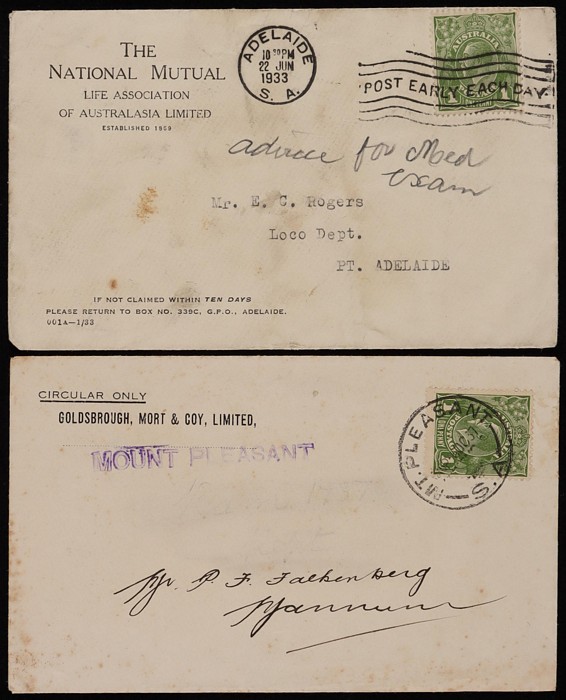 THE
NATIONAL MUTUAL
LIFE ASSOCIATION
OF AUSTRALASIA LIMITED
ESTABLISHED 1869
ADELAIDE
10 30 PM
22 JUN
1933
S. A.
AUSTRALIA
POST EARLY EACH DAY.
advice for Med
Exam
Mr. E. C. Rogers
Loco Dept.
PT. ADELAIDE
IF NOT CLAIMED WITHIN TEN DAYS
PLEASE RETURN TO BOX NO. 339C, G.P.O., ADELAIDE.
001A—1/33
CIRCULAR ONLY
GOLDSBROUGH, MORT & COY, LIMITED,
MOUNT PLEASANT
MT. PLEASANT
S. A.
Mr P. F. Falkenberg
Mannum